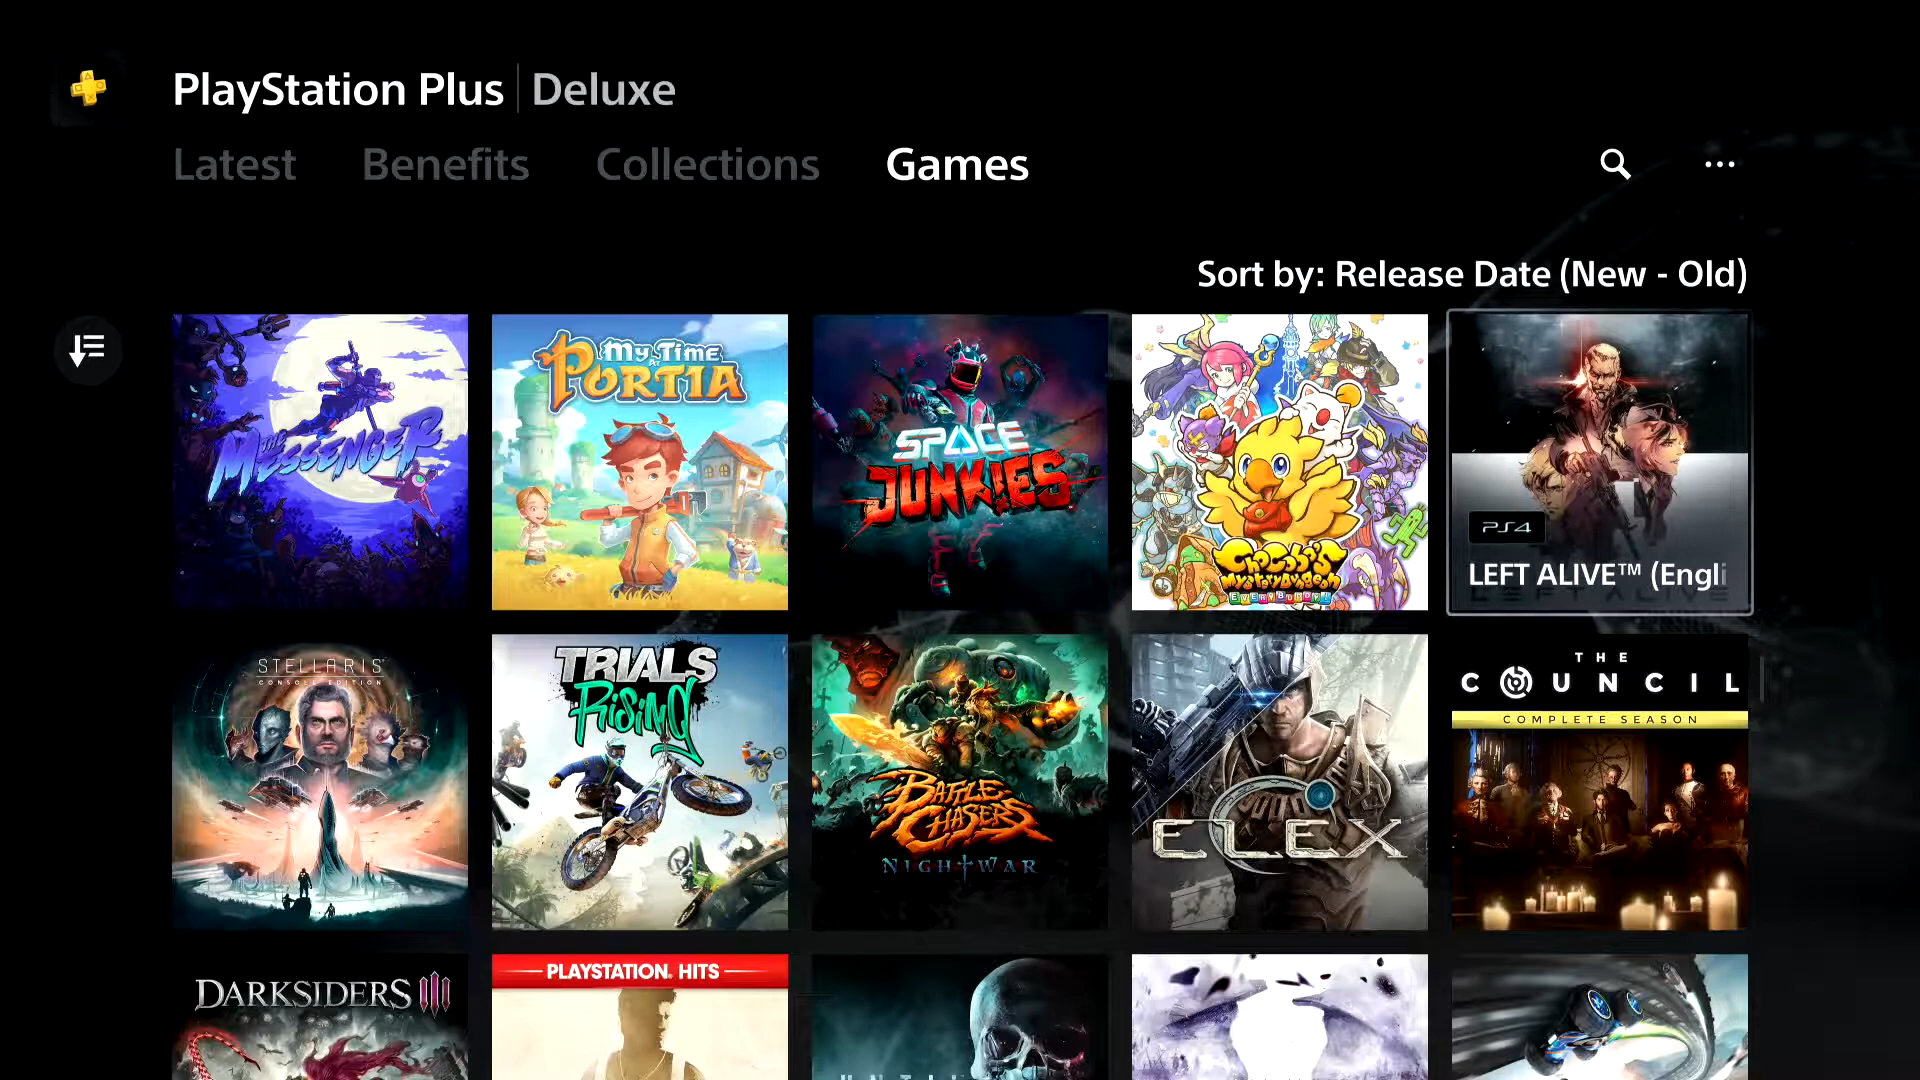 PlayStation Plus Deluxe
Latest Benefits Collections Games
Sort by: Release Date (New - Old)
THE
MESSENGER
My Time
AT
PORTIA
SPACE
JUNKIES
Chocobo's
Mystery Dungeon
EVERY BUDDY!
PS4
LEFT ALIVE™ (Engli
LEFT ALIVE
STELLARIS
CONSOLE EDITION
TRIALS
RISING
BATTLE
CHASERS
NIGHTWAR
ELEX
THE
COUNCIL
COMPLETE SEASON
DARKSIDERS III
PLAYSTATION HITS